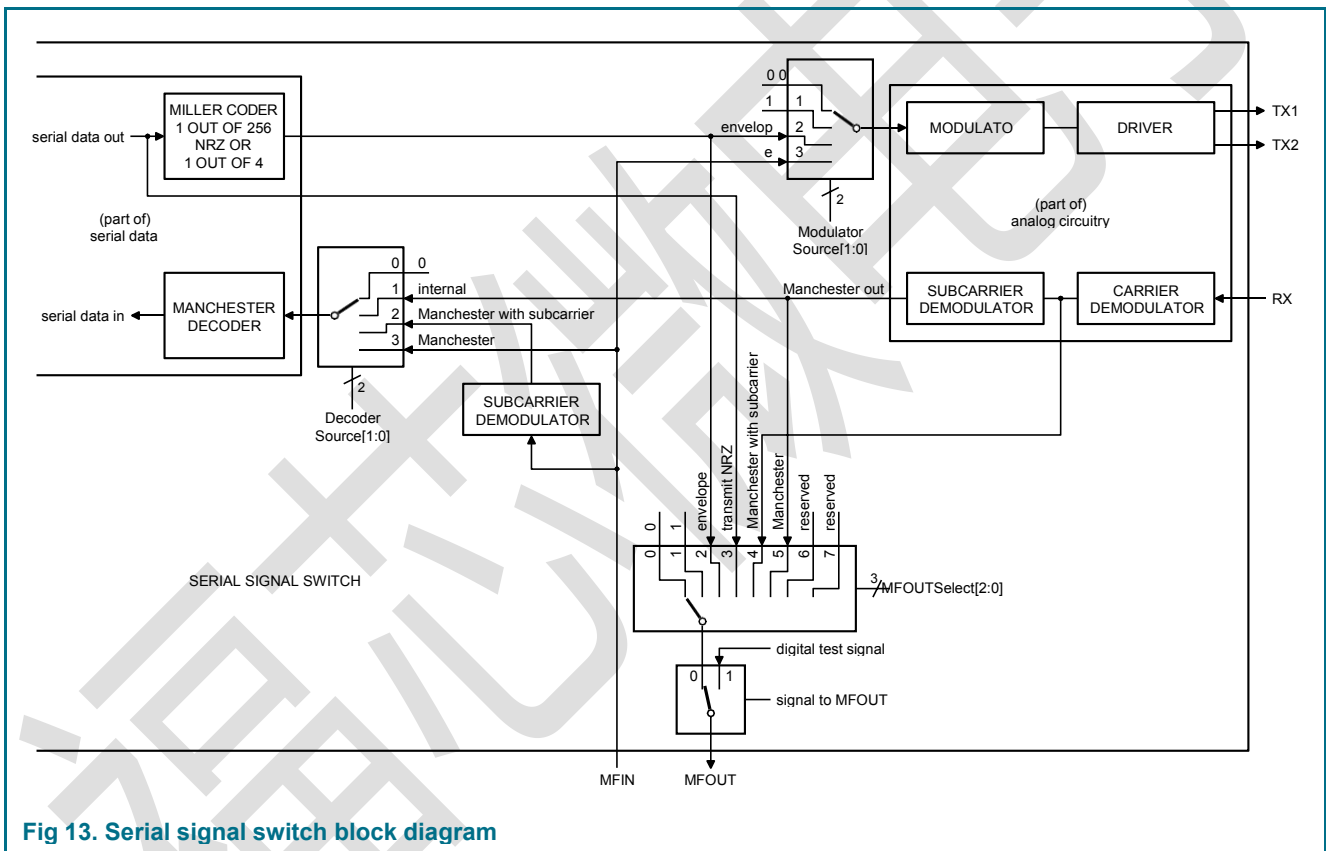 MILLER CODER
1 OUT OF 256
NRZ OR
1 OUT OF 4
serial data out
(part of)
serial data
MANCHESTER
DECODER
serial data in
0 0
1 internal
2 Manchester with subcarrier
3 Manchester
2
Decoder
Source[1:0]
SUBCARRIER
DEMODULATOR
0 0
1 1
envelop 2
e 3
2
Modulator
Source[1:0]
MODULATO
DRIVER
TX1
TX2
(part of)
analog circuitry
Manchester out
SUBCARRIER
DEMODULATOR
CARRIER
DEMODULATOR
RX
0
1
envelope
transmit NRZ
Manchester with subcarrier
Manchester
reserved
reserved
0 1 2 3 4 5 6 7
3
MFOUTSelect[2:0]
SERIAL SIGNAL SWITCH
digital test signal
0 1
signal to MFOUT
MFIN
MFOUT
Fig 13. Serial signal switch block diagram
福芯微电子